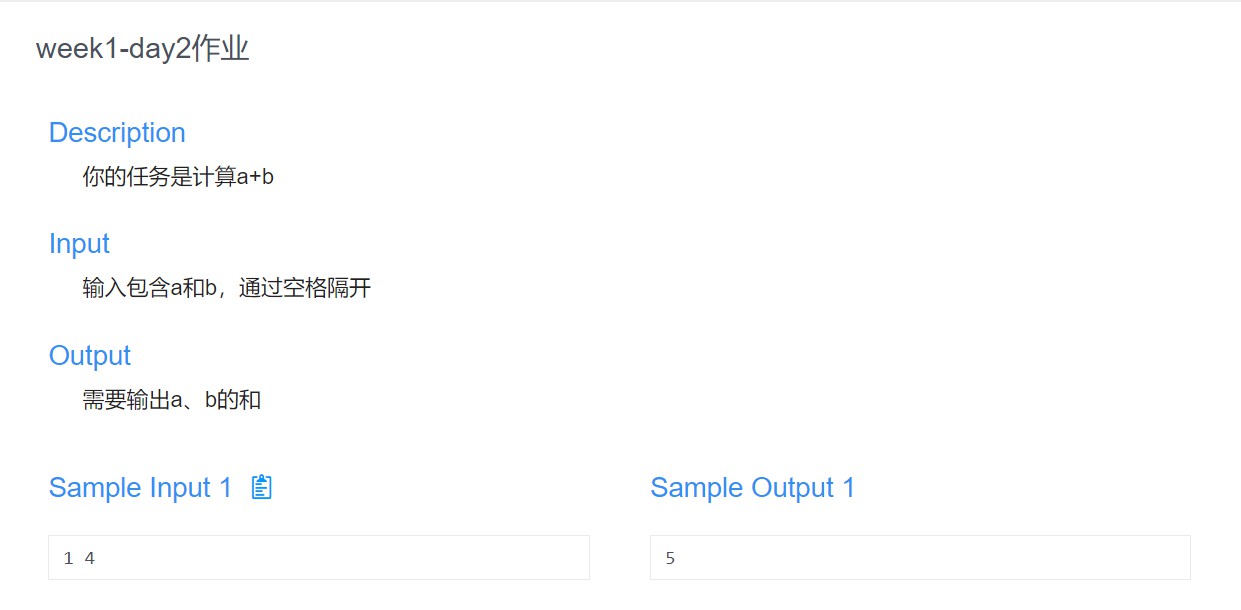 week1-day2作业
Description
你的任务是计算a+b
Input
输入包含a和b，通过空格隔开
Output
需要输出a、b的和
Sample Input 1
1 4
Sample Output 1
5